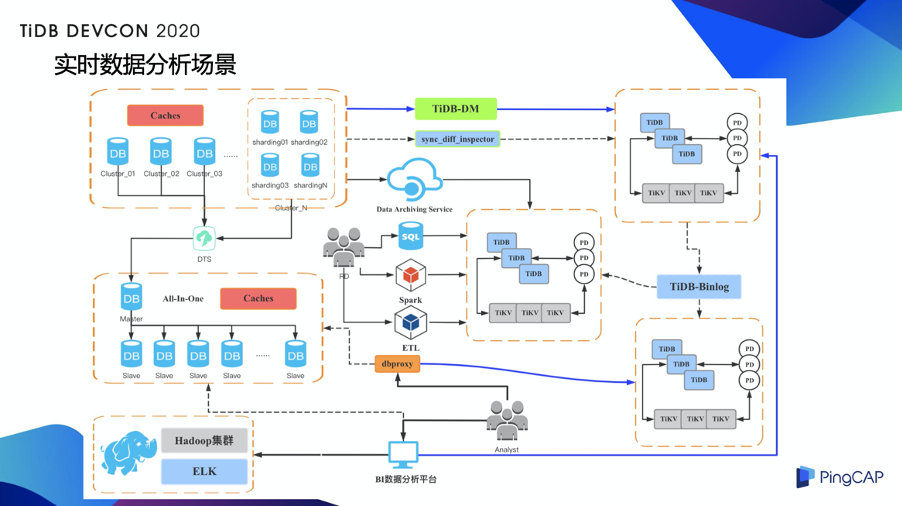 TiDB DEVCON 2020
实时数据分析场景
Caches
DB
DB
DB
Cluster_01
Cluster_02
Cluster_03
......
DB
DB
sharding01
sharding02
DB
DB
sharding03
shardingN
Cluster_N
TiDB-DM
sync_diff_inspector
Data Archiving Service
DTS
RD
SQL
Spark
ETL
TiDB
TiDB
TiDB
PD
PD
PD
TiKV
TiKV
TiKV
TiDB
TiDB
TiDB
PD
PD
PD
TiKV
TiKV
TiKV
TiDB-Binlog
DB
Master
All-In-One
Caches
DB
DB
DB
DB
......
DB
Slave
Slave
Slave
Slave
Slave
dbproxy
TiDB
TiDB
TiDB
PD
PD
PD
TiKV
TiKV
TiKV
Analyst
Hadoop集群
ELK
BI数据分析平台
PingCAP